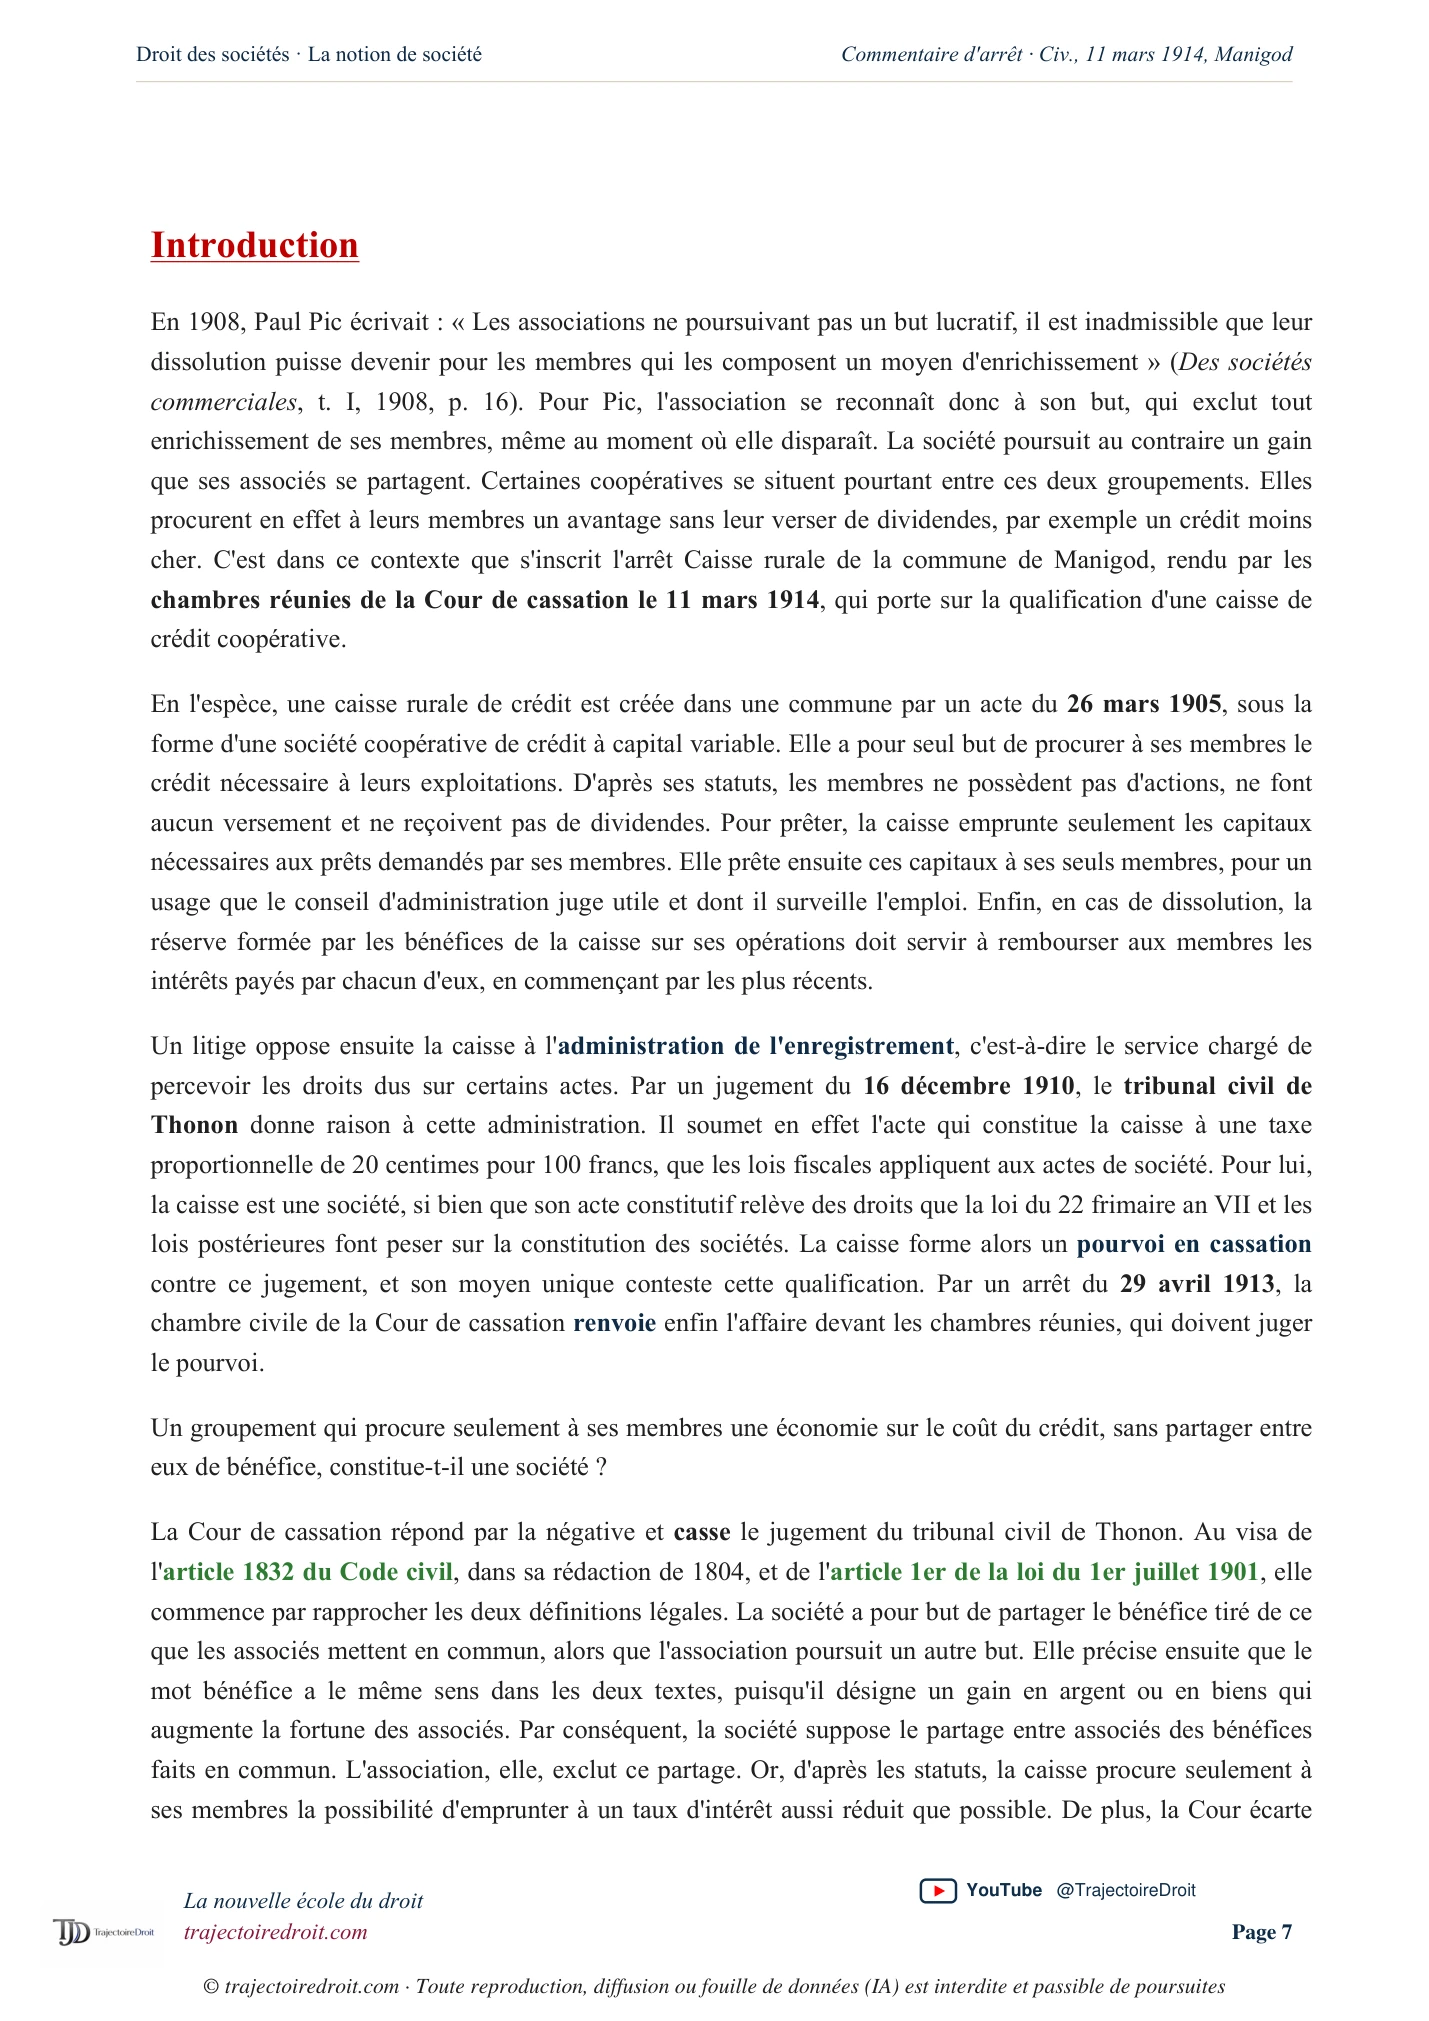 Droit des sociétés · La notion de société
Commentaire d'arrêt · Civ., 11 mars 1914, Manigod
Introduction
En 1908, Paul Pic écrivait : « Les associations ne poursuivant pas un but lucratif, il est inadmissible que leur
dissolution puisse devenir pour les membres qui les composent un moyen d'enrichissement » (Des sociétés
commerciales, t. I, 1908, p. 16). Pour Pic, l'association se reconnaît donc à son but, qui exclut tout
enrichissement de ses membres, même au moment où elle disparaît. La société poursuit au contraire un gain
que ses associés se partagent. Certaines coopératives se situent pourtant entre ces deux groupements. Elles
procurent en effet à leurs membres un avantage sans leur verser de dividendes, par exemple un crédit moins
cher. C'est dans ce contexte que s'inscrit l'arrêt Caisse rurale de la commune de Manigod, rendu par les
chambres réunies de la Cour de cassation le 11 mars 1914, qui porte sur la qualification d'une caisse de
crédit coopérative.
En l'espèce, une caisse rurale de crédit est créée dans une commune par un acte du 26 mars 1905, sous la
forme d'une société coopérative de crédit à capital variable. Elle a pour seul but de procurer à ses membres le
crédit nécessaire à leurs exploitations. D'après ses statuts, les membres ne possèdent pas d'actions, ne font
aucun versement et ne reçoivent pas de dividendes. Pour prêter, la caisse emprunte seulement les capitaux
nécessaires aux prêts demandés par ses membres. Elle prête ensuite ces capitaux à ses seuls membres, pour un
usage que le conseil d'administration juge utile et dont il surveille l'emploi. Enfin, en cas de dissolution, la
réserve formée par les bénéfices de la caisse sur ses opérations doit servir à rembourser aux membres les
intérêts payés par chacun d'eux, en commençant par les plus récents.
Un litige oppose ensuite la caisse à l'administration de l'enregistrement, c'est-à-dire le service chargé de
percevoir les droits dus sur certains actes. Par un jugement du 16 décembre 1910, le tribunal civil de
Thonon donne raison à cette administration. Il soumet en effet l'acte qui constitue la caisse à une taxe
proportionnelle de 20 centimes pour 100 francs, que les lois fiscales appliquent aux actes de société. Pour lui,
la caisse est une société, si bien que son acte constitutif relève des droits que la loi du 22 frimaire an VII et les
lois postérieures font peser sur la constitution des sociétés. La caisse forme alors un pourvoi en cassation
contre ce jugement, et son moyen unique conteste cette qualification. Par un arrêt du 29 avril 1913, la
chambre civile de la Cour de cassation renvoie enfin l'affaire devant les chambres réunies, qui doivent juger
le pourvoi.
Un groupement qui procure seulement à ses membres une économie sur le coût du crédit, sans partager entre
eux de bénéfice, constitue-t-il une société ?
La Cour de cassation répond par la négative et casse le jugement du tribunal civil de Thonon. Au visa de
l'article 1832 du Code civil, dans sa rédaction de 1804, et de l'article 1er de la loi du 1er juillet 1901, elle
commence par rapprocher les deux définitions légales. La société a pour but de partager le bénéfice tiré de ce
que les associés mettent en commun, alors que l'association poursuit un autre but. Elle précise ensuite que le
mot bénéfice a le même sens dans les deux textes, puisqu'il désigne un gain en argent ou en biens qui
augmente la fortune des associés. Par conséquent, la société suppose le partage entre associés des bénéfices
faits en commun. L'association, elle, exclut ce partage. Or, d'après les statuts, la caisse procure seulement à
ses membres la possibilité d'emprunter à un taux d'intérêt aussi réduit que possible. De plus, la Cour écarte
La nouvelle école du droit
trajectoiredroit.com
TJD TrajectoireDroit
YouTube @TrajectoireDroit
Page 7
© trajectoiredroit.com · Toute reproduction, diffusion ou fouille de données (IA) est interdite et passible de poursuites